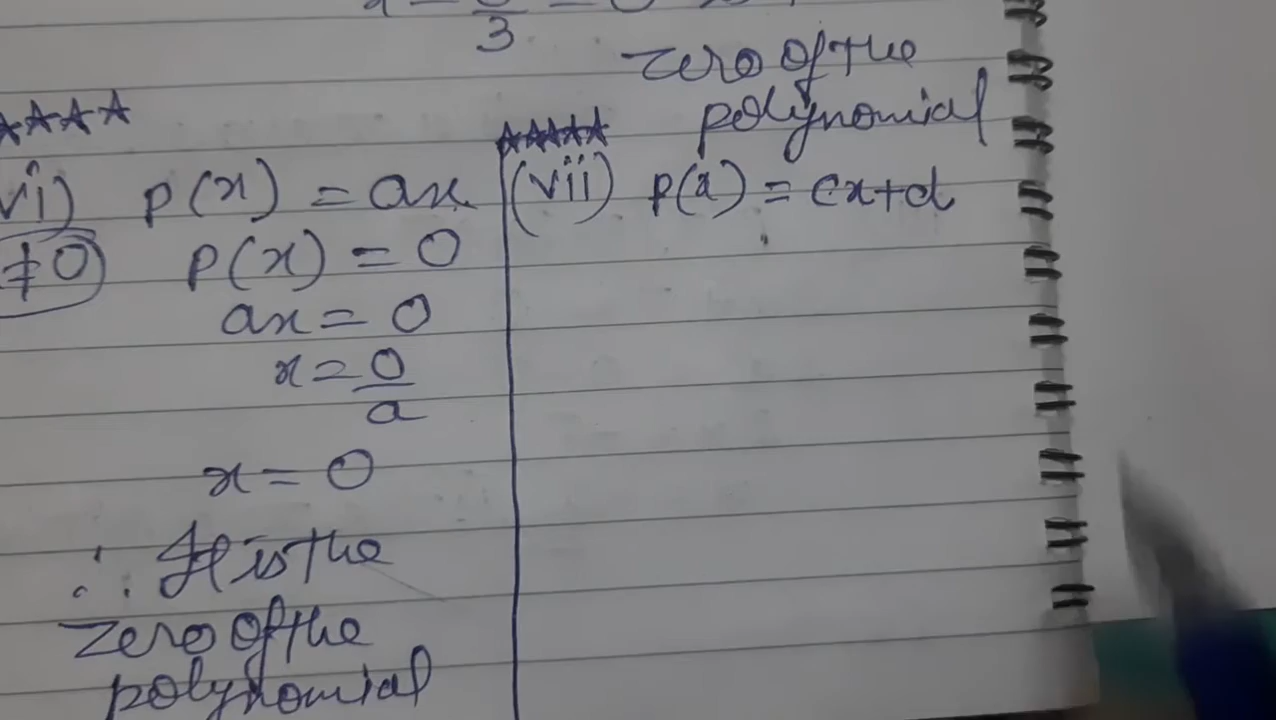 3
zero of the
polynomial
★★★★
vi) p(x) = ax
≠0) p(x) = 0
ax = 0
x = 0/a
x = 0
∴ It is the
zero of the
polynomial
★★★★★
(vii) p(x) = cx+d